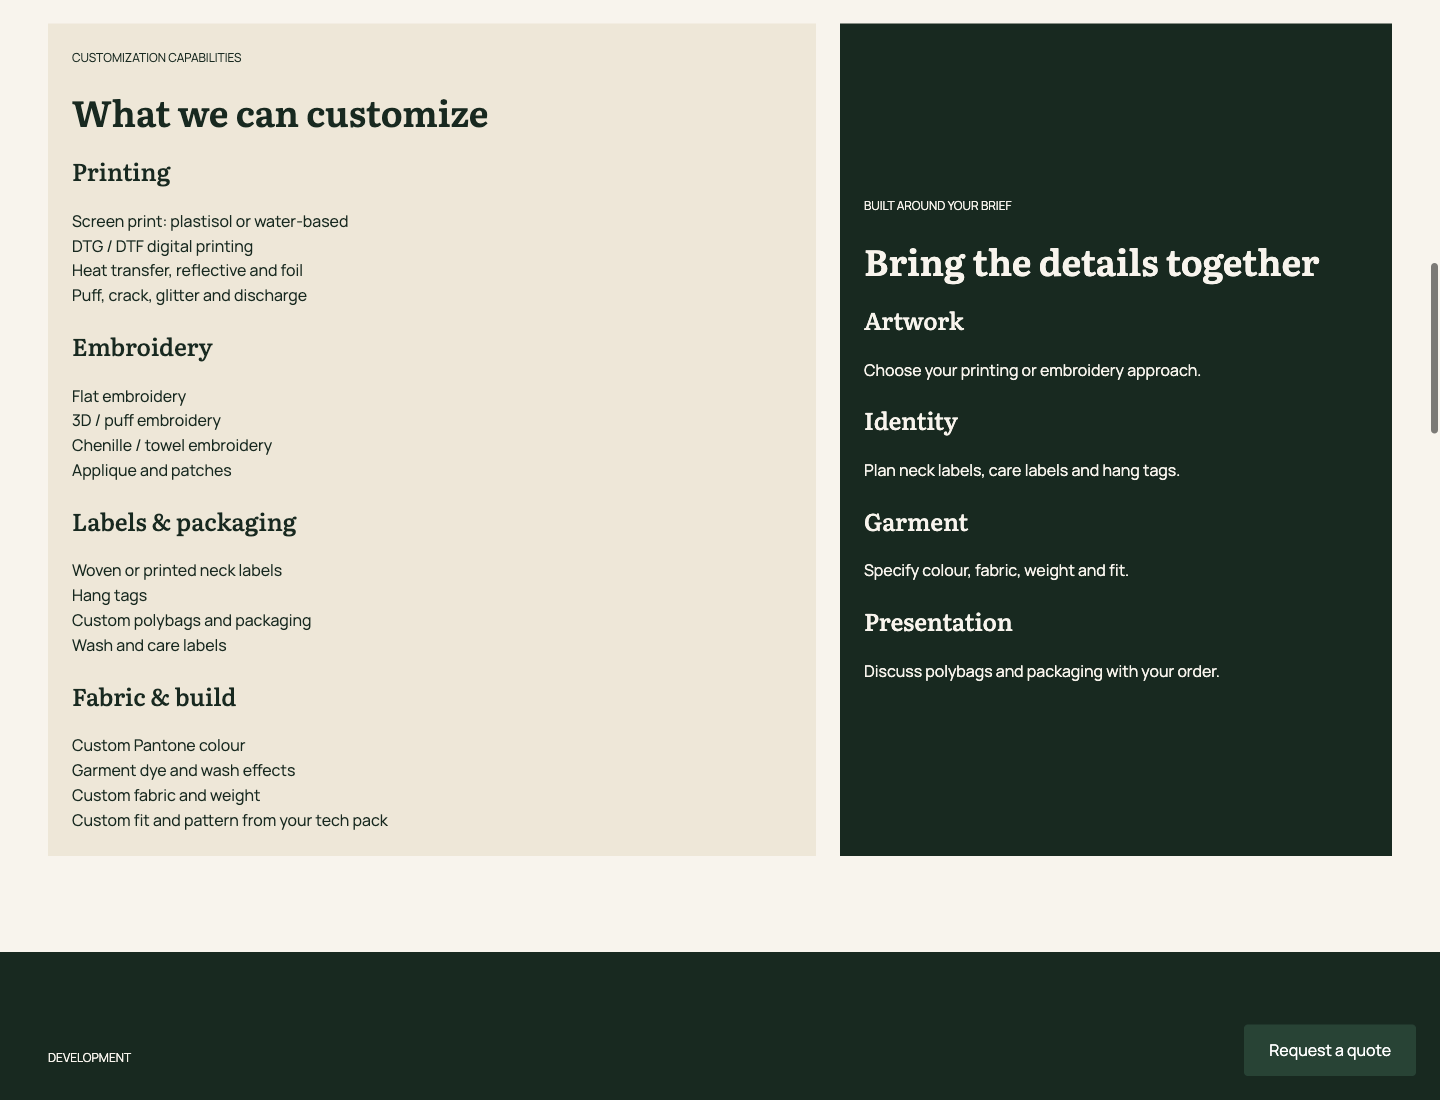 CUSTOMIZATION CAPABILITIES
What we can customize
Printing
Screen print: plastisol or water-based
DTG / DTF digital printing
Heat transfer, reflective and foil
Puff, crack, glitter and discharge
Embroidery
Flat embroidery
3D / puff embroidery
Chenille / towel embroidery
Applique and patches
Labels & packaging
Woven or printed neck labels
Hang tags
Custom polybags and packaging
Wash and care labels
Fabric & build
Custom Pantone colour
Garment dye and wash effects
Custom fabric and weight
Custom fit and pattern from your tech pack
BUILT AROUND YOUR BRIEF
Bring the details together
Artwork
Choose your printing or embroidery approach.
Identity
Plan neck labels, care labels and hang tags.
Garment
Specify colour, fabric, weight and fit.
Presentation
Discuss polybags and packaging with your order.
DEVELOPMENT
Request a quote